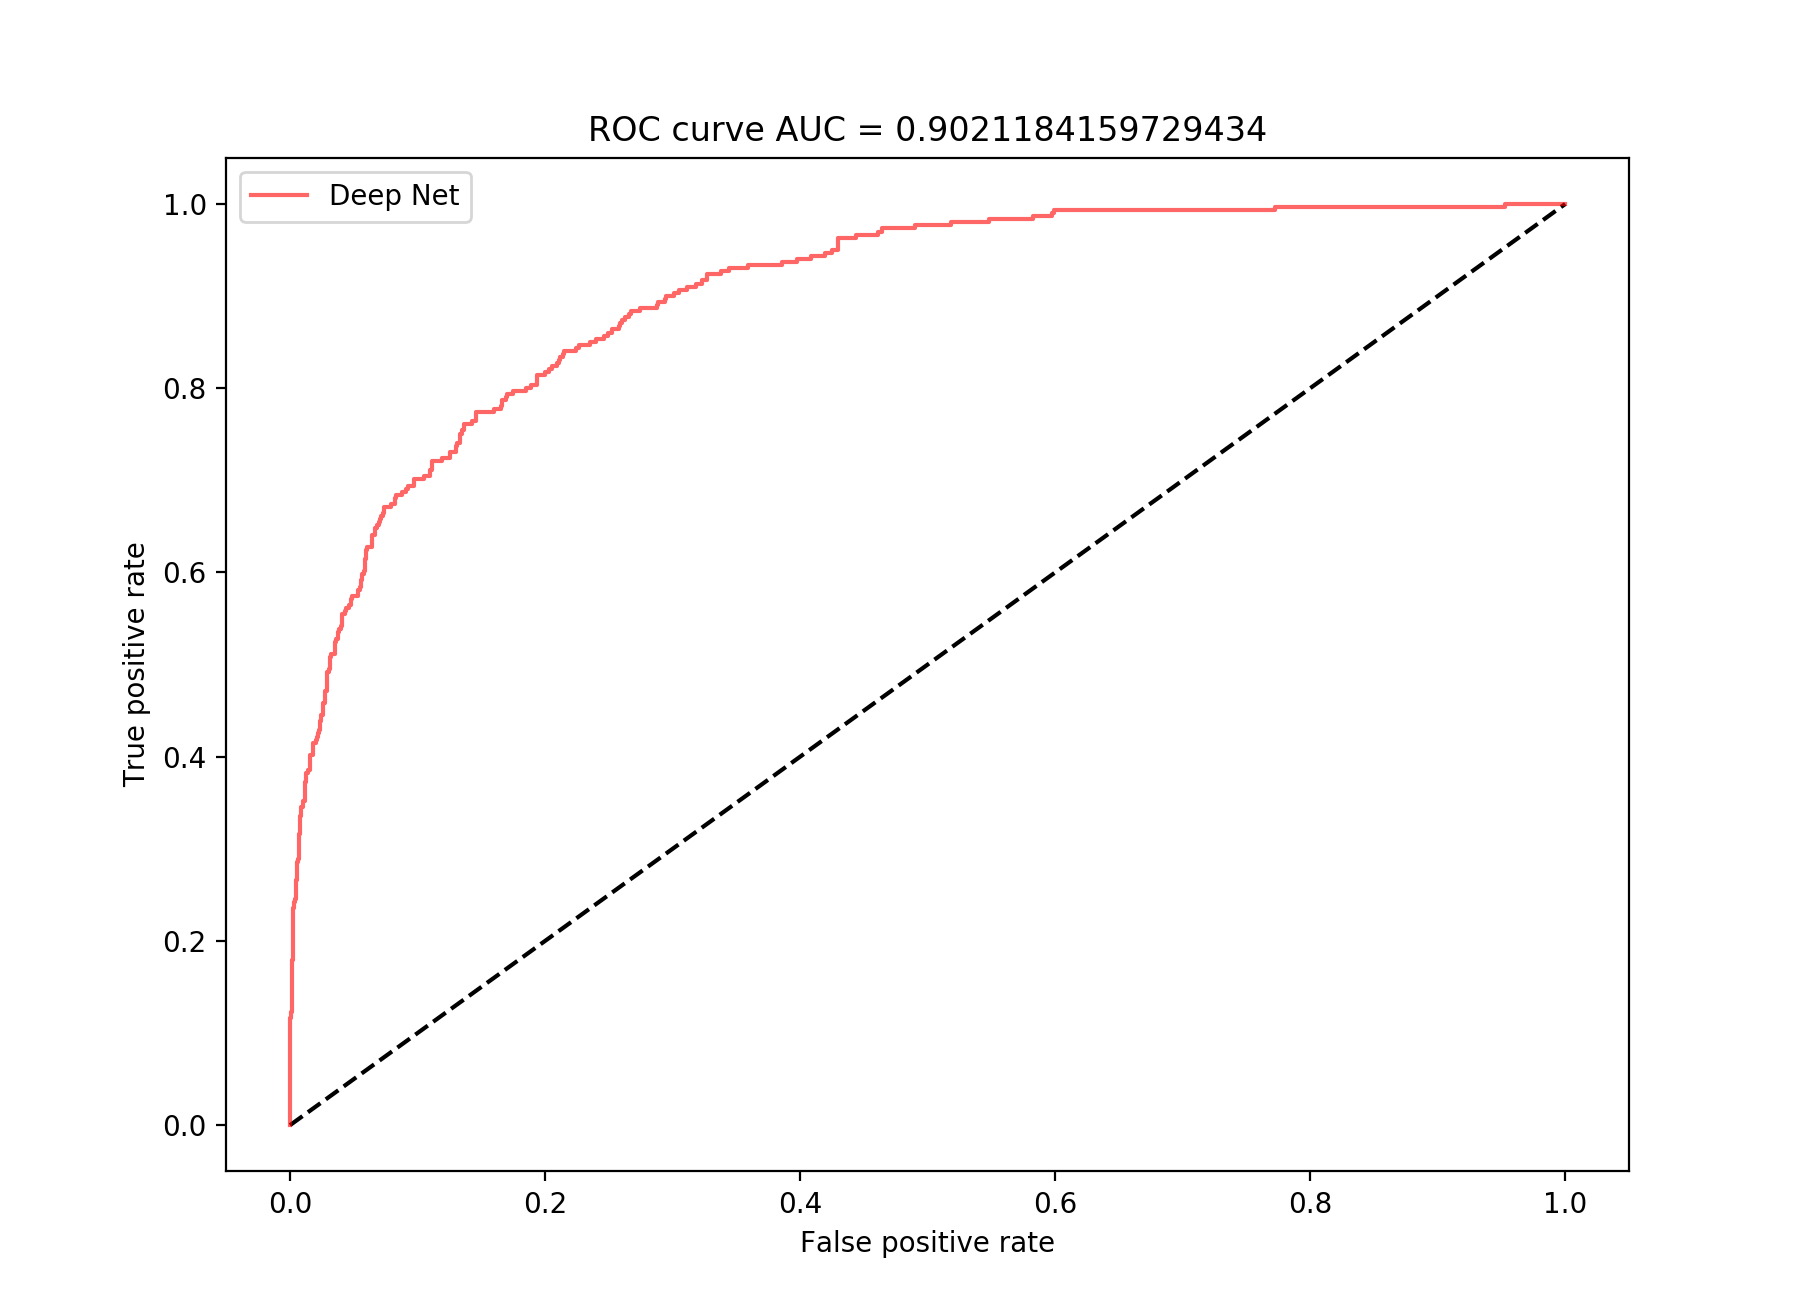 ROC curve AUC = 0.9021184159729434
Deep Net
1.0
0.8
0.6
0.4
0.2
0.0
True positive rate
0.0 0.2 0.4 0.6 0.8 1.0
False positive rate